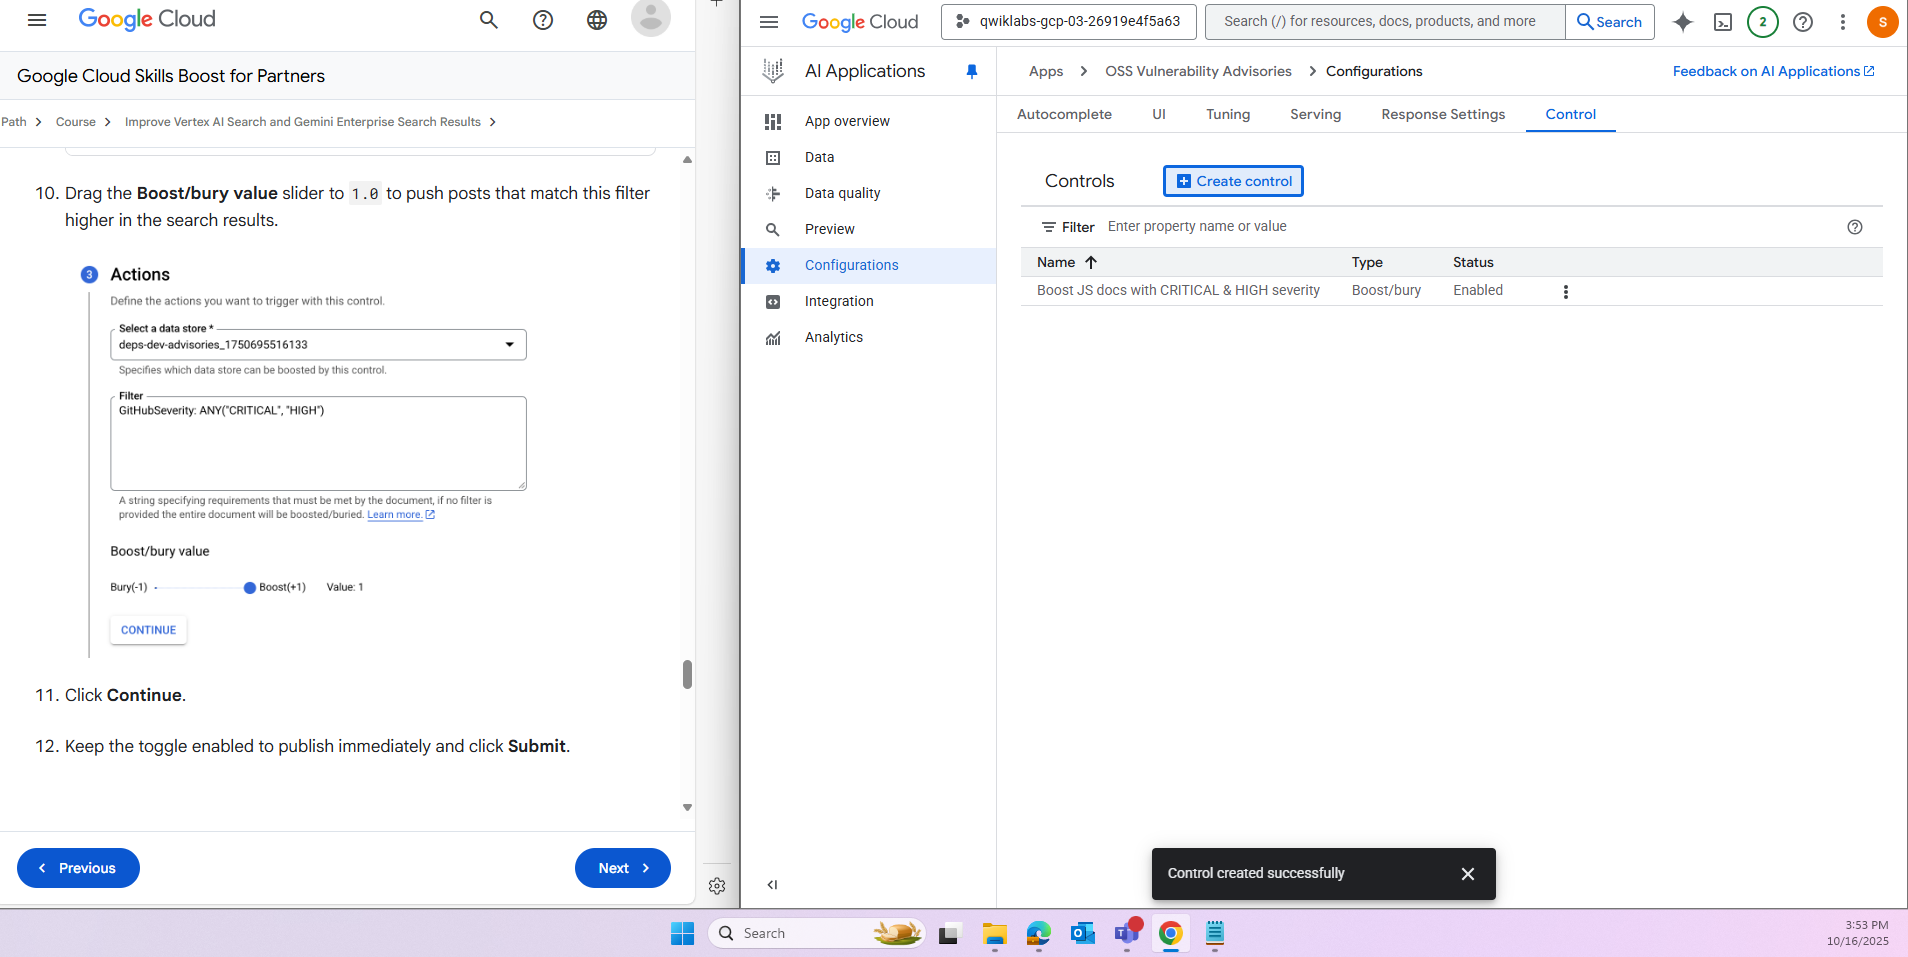 Google Cloud
Google Cloud Skills Boost for Partners
Path
Course
Improve Vertex AI Search and Gemini Enterprise Search Results
10. Drag the Boost/bury value slider to 1.0 to push posts that match this filter
higher in the search results.
3 Actions
Define the actions you want to trigger with this control.
Select a data store *
deps-dev-advisories_1750695516133
Specifies which data store can be boosted by this control.
Filter
GitHubSeverity: ANY("CRITICAL", "HIGH")
A string specifying requirements that must be met by the document, if no filter is
provided the entire document will be boosted/buried. Learn more.
Boost/bury value
Bury(-1) Boost(+1) Value: 1
CONTINUE
11. Click Continue.
12. Keep the toggle enabled to publish immediately and click Submit.
Previous
Next
Google Cloud
qwiklabs-gcp-03-26919e4f5a63
Search (/) for resources, docs, products, and more
Search
2
S
AI Applications
Apps
OSS Vulnerability Advisories
Configurations
Feedback on AI Applications
App overview
Data
Data quality
Preview
Configurations
Integration
Analytics
Autocomplete
UI
Tuning
Serving
Response Settings
Control
Controls
Create control
Filter Enter property name or value
Name Type Status
Boost JS docs with CRITICAL & HIGH severity Boost/bury Enabled
Control created successfully
Search
3:53 PM
10/16/2025